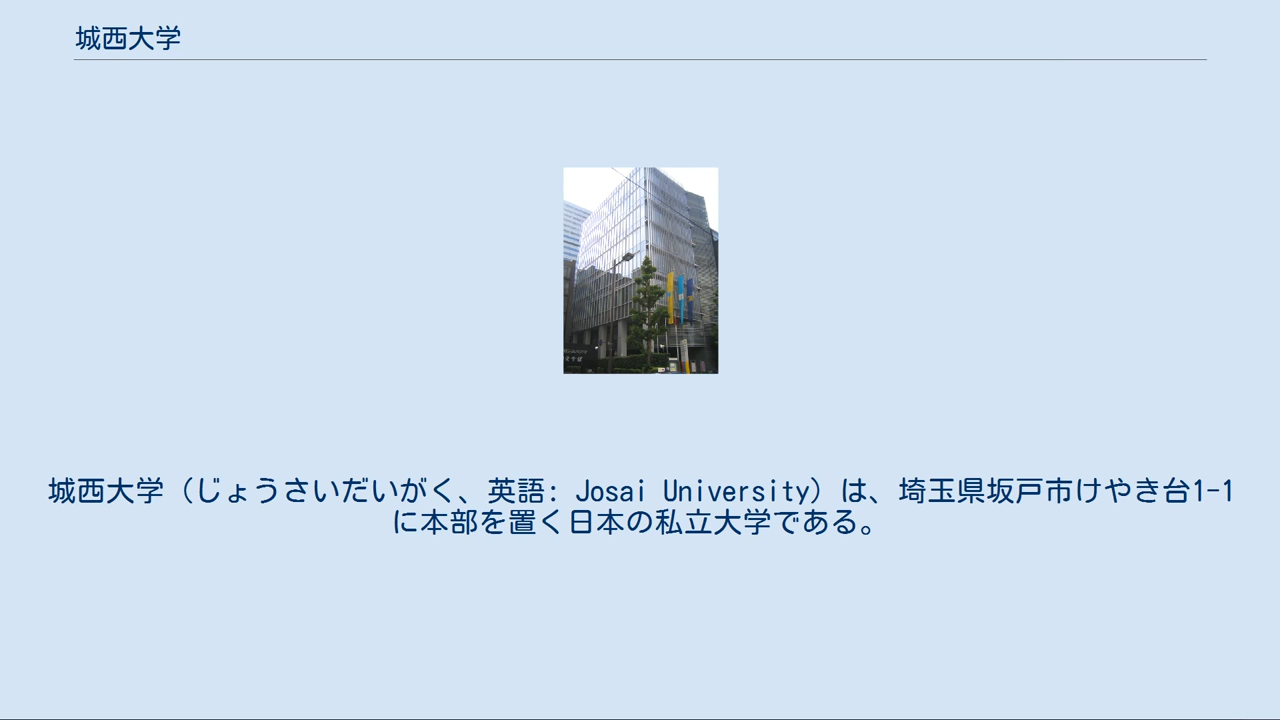 城西大学
城西大学（じょうさいだいがく、英語: Josai University）は、埼玉県坂戸市けやき台1-1
に本部を置く日本の私立大学である。